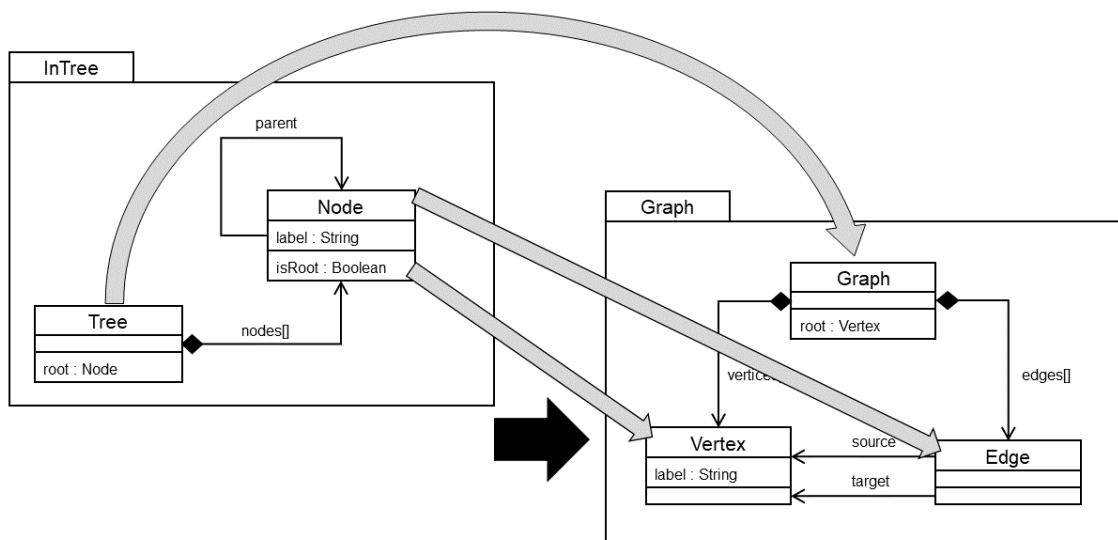 InTree
parent
Node
label : String
isRoot : Boolean
Tree
nodes[]
root : Node
Graph
Graph
root : Vertex
edges[]
Vertex
source
Edge
label : String
target